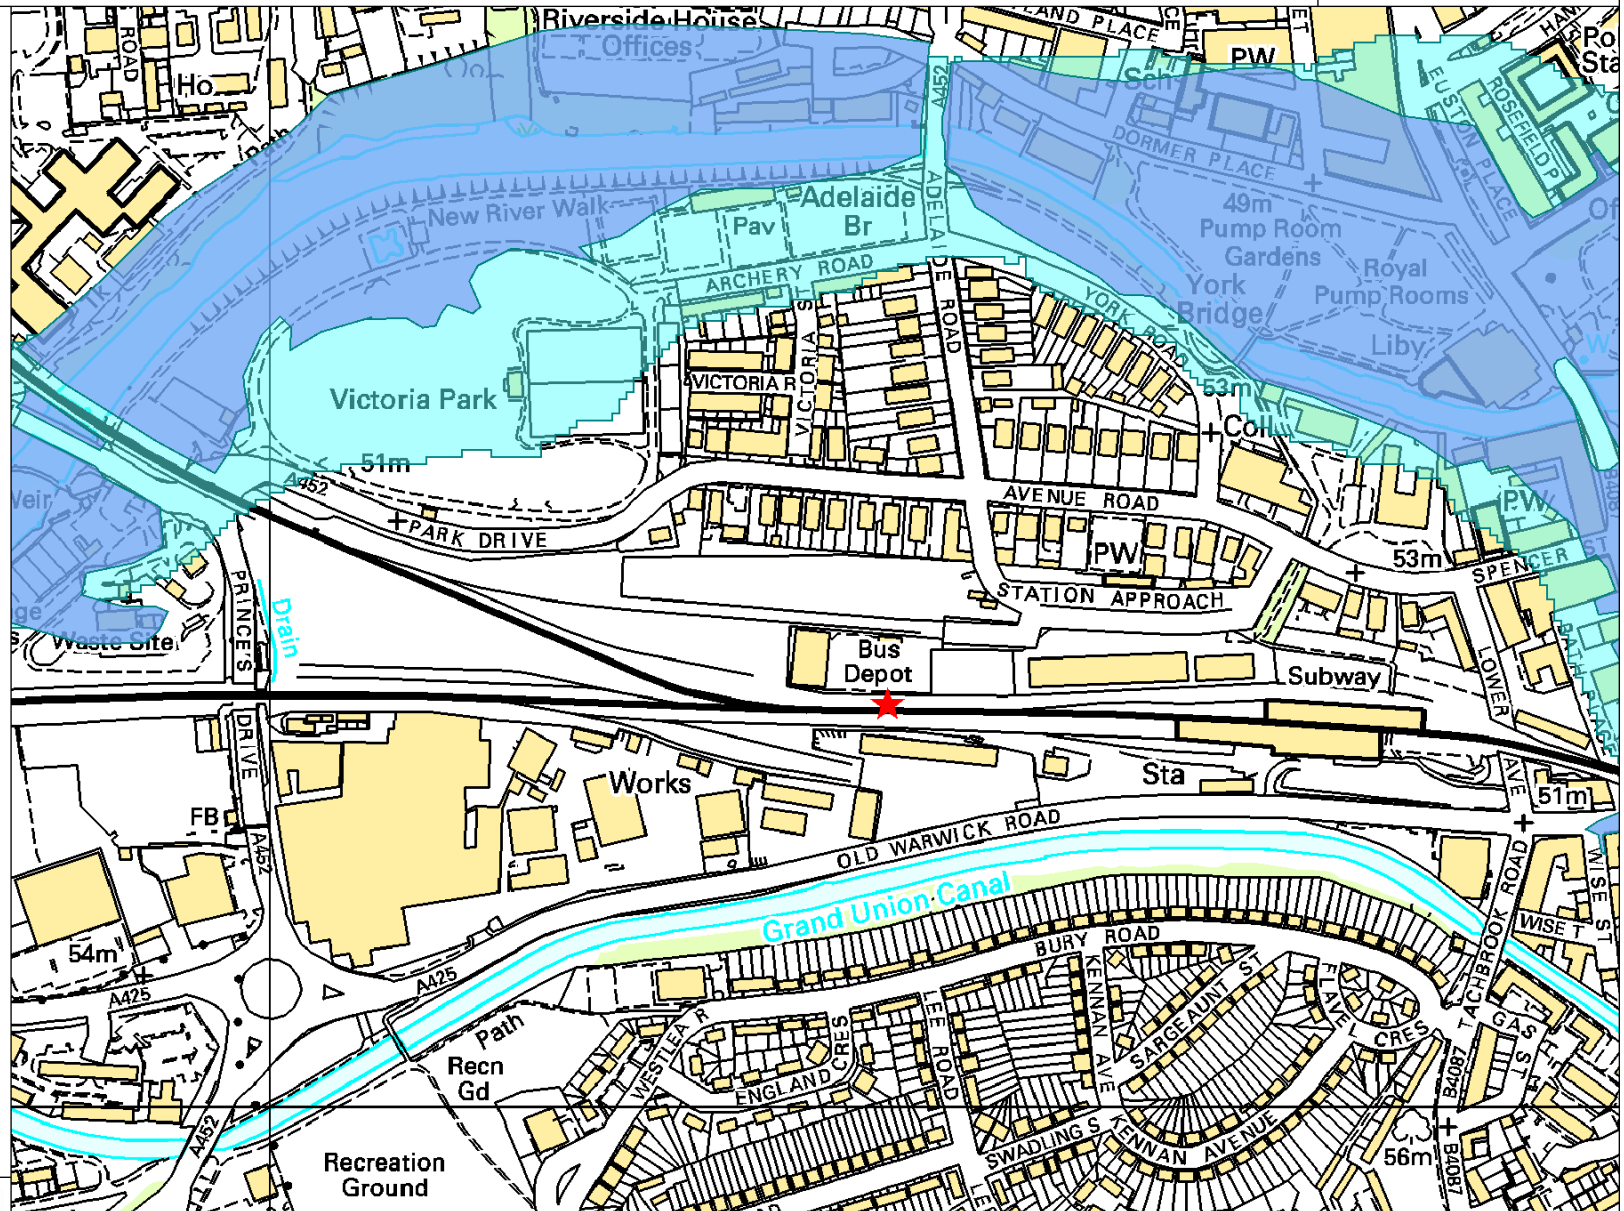 Riverside House
Offices
ROAD
Ho
LAND PLACE
PW
Sch
A452
EUSTON PLACE
ROSEFIELD P
DORMER PLACE
New River Walk
Adelaide
Br
Pav
ADELAIDE ROAD
49m
Pump Room
Gardens
Royal
Pump Rooms
ARCHERY ROAD
York
Bridge
YORK ROAD
Liby
W
Victoria Park
VICTORIA R
VICTORIA S
53m
Coll
51m
A452
PARK DRIVE
AVENUE ROAD
PW
PW
Weir
53m
SPENCER ST
STATION APPROACH
PRINCE'S
Drain
Waste Site
Bus
Depot
Subway
LOWER
AVE
DRIVE
Works
Sta
51m
FB
A452
OLD WARWICK ROAD
Grand Union Canal
54m
A425
A425
BURY ROAD
TACHBROOK ROAD
WISE ST
WISE T
Path
Recn
Gd
WESTLEA R
ENGLAND CRES
LEE ROAD
KENNAN AVE
SARGEAUNT ST
FLAVEL CRES
GAS ST
B4087
A452
SWADLING S
KENNAN AVENUE
56m
B4087
Recreation
Ground